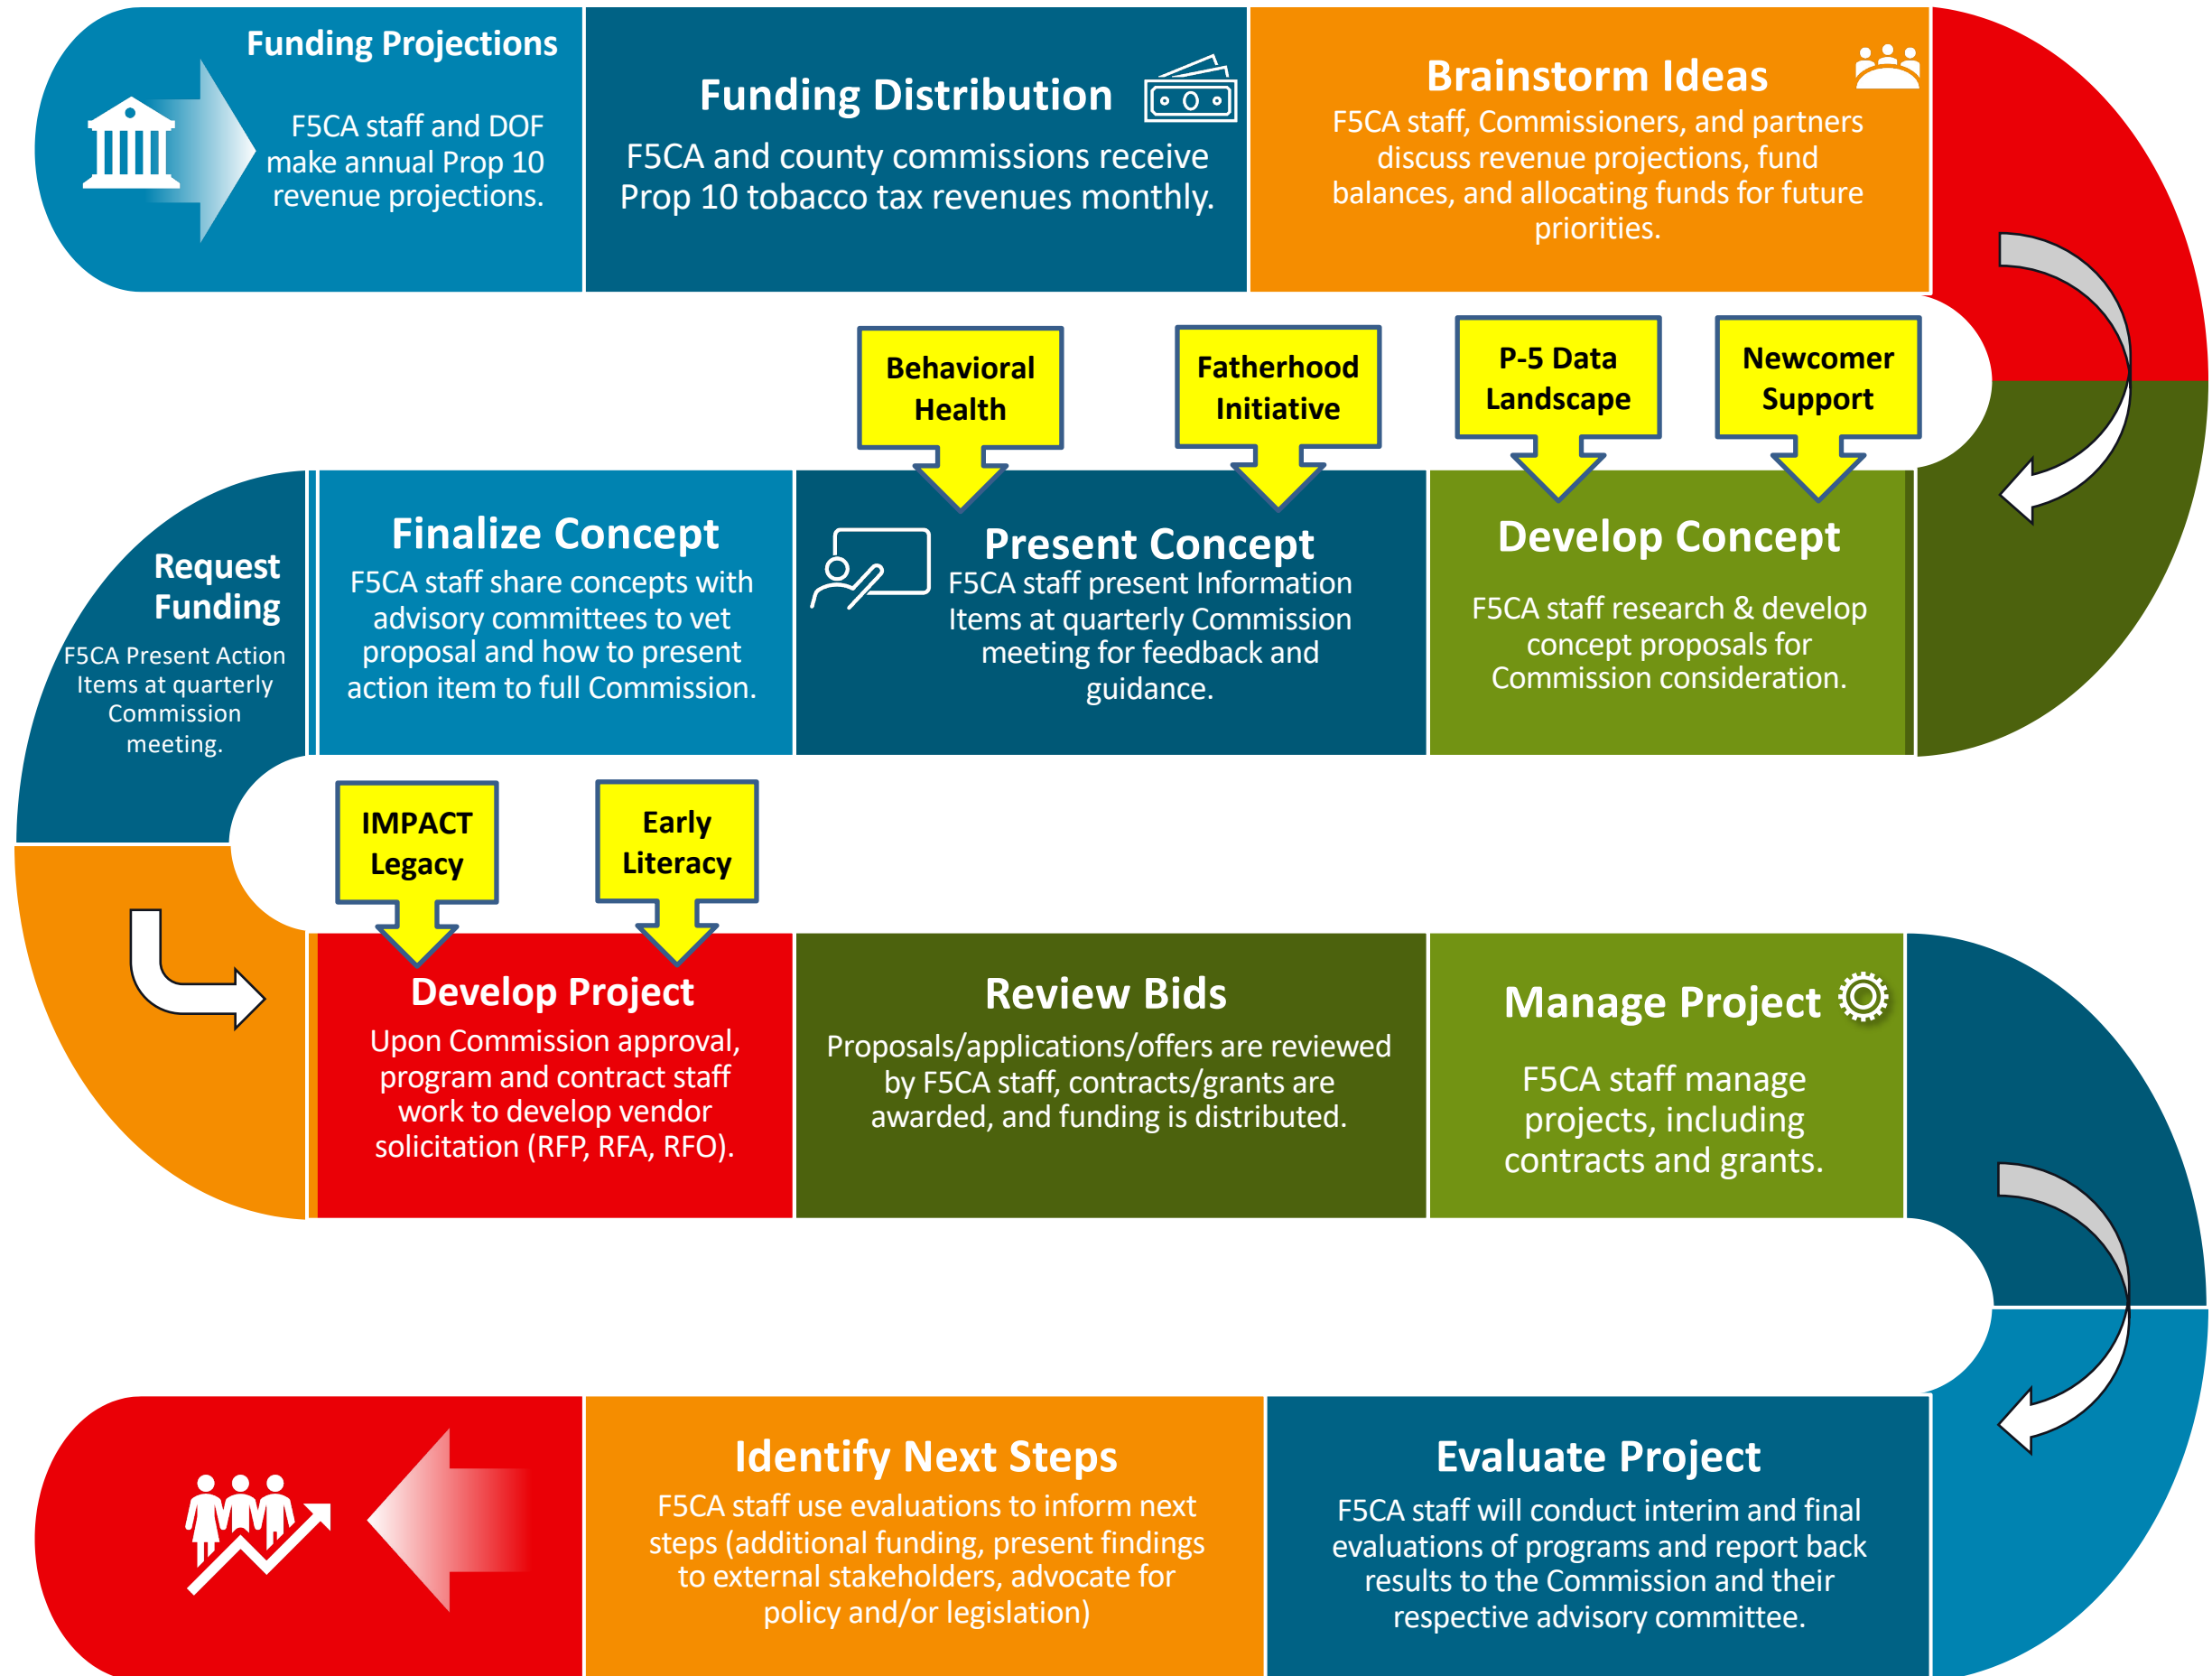 Funding Projections
F5CA staff and DOF
make annual Prop 10
revenue projections.
Funding Distribution
F5CA and county commissions receive
Prop 10 tobacco tax revenues monthly.
Brainstorm Ideas
F5CA staff, Commissioners, and partners
discuss revenue projections, fund
balances, and allocating funds for future
priorities.
Behavioral
Health
Fatherhood
Initiative
P-5 Data
Landscape
Newcomer
Support
Request
Funding
F5CA Present Action
Items at quarterly
Commission
meeting.
Finalize Concept
F5CA staff share concepts with
advisory committees to vet
proposal and how to present
action item to full Commission.
Present Concept
F5CA staff present Information
Items at quarterly Commission
meeting for feedback and
guidance.
Develop Concept
F5CA staff research & develop
concept proposals for
Commission consideration.
IMPACT
Legacy
Early
Literacy
Develop Project
Upon Commission approval,
program and contract staff
work to develop vendor
solicitation (RFP, RFA, RFO).
Review Bids
Proposals/applications/offers are reviewed
by F5CA staff, contracts/grants are
awarded, and funding is distributed.
Manage Project
F5CA staff manage
projects, including
contracts and grants.
Identify Next Steps
F5CA staff use evaluations to inform next
steps (additional funding, present findings
to external stakeholders, advocate for
policy and/or legislation)
Evaluate Project
F5CA staff will conduct interim and final
evaluations of programs and report back
results to the Commission and their
respective advisory committee.